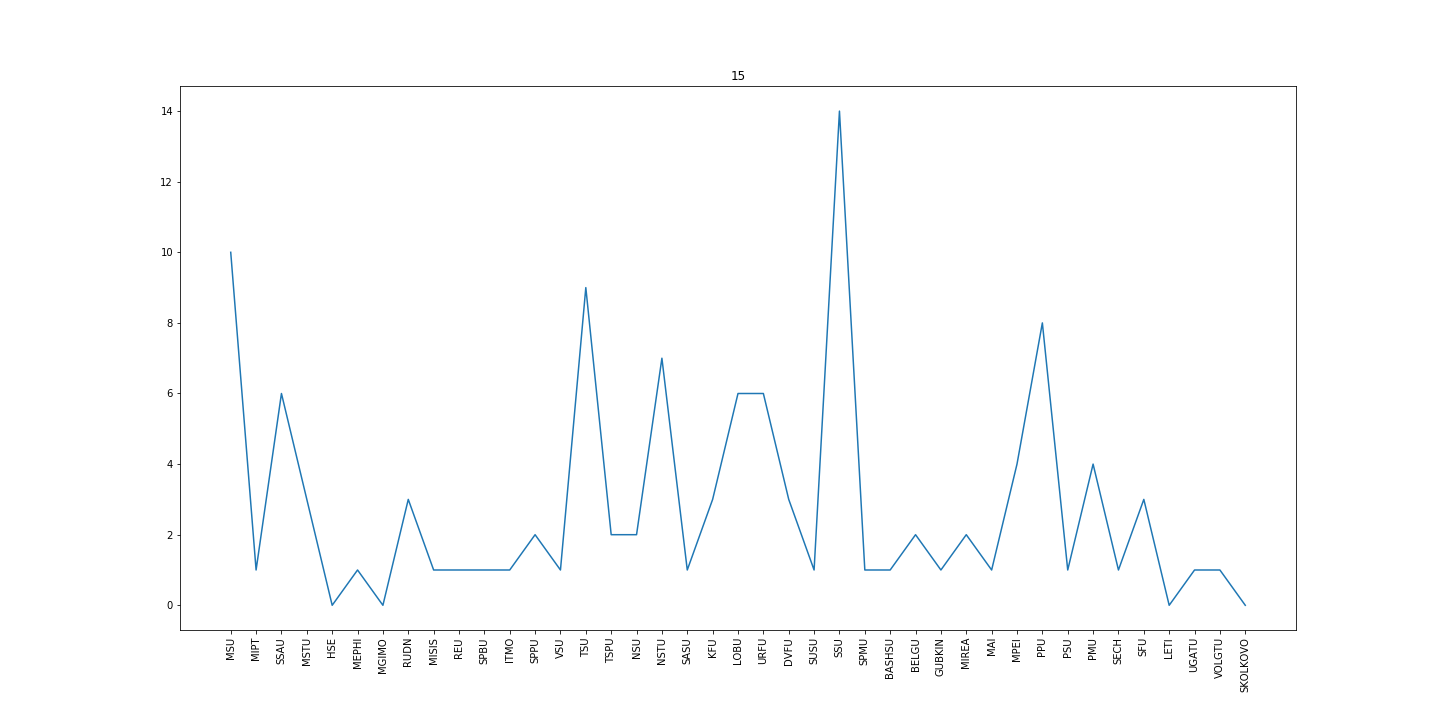 15
14
12
10
8
6
4
2
0
MSU
MIPT
SSAU
MSTU
HSE
MEPHI
MGIMO
RUDN
MISIS
REU
SPBU
ITMO
SPPU
VSU
TSU
TSPU
NSU
NSTU
SASU
KFU
LOBU
URFU
DVFU
SUSU
SSU
SPMU
BASHSU
BELGU
GUBKIN
MIREA
MAI
MPEI
PPU
PSU
PMU
SECH
SFU
LETI
UGATU
VOLGTU
SKOLKOVO